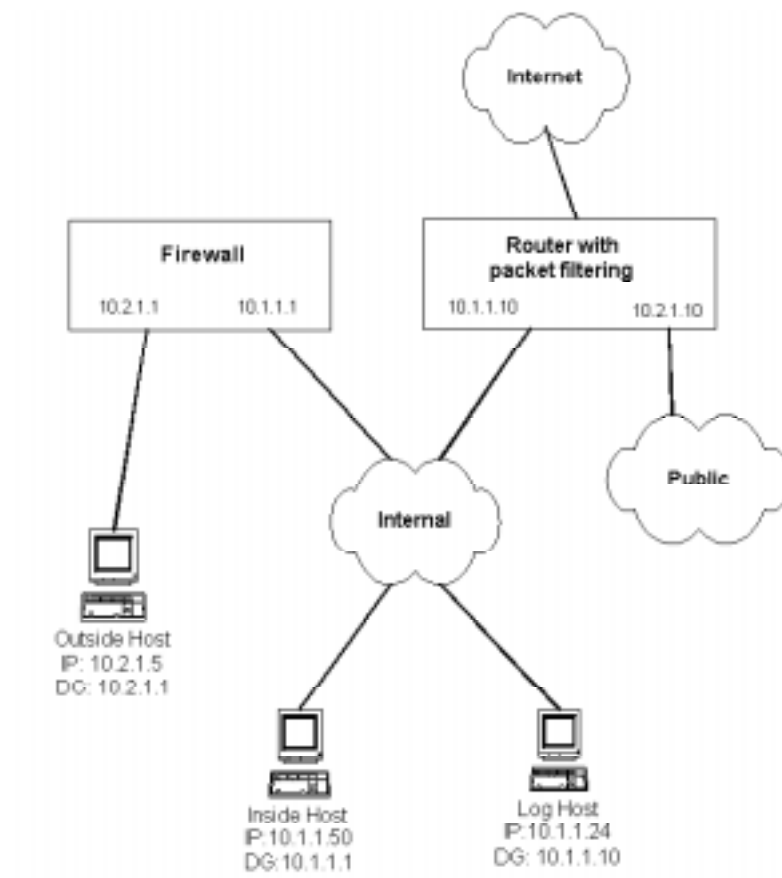 Internet
Firewall
10.2.1.1
10.1.1.1
Router with
packet filtering
10.1.1.10
10.2.1.10
Public
Internal
Outside Host
IP: 10.2.1.5
DG: 10.2.1.1
Inside Host
IP:10.1.1.50
DG:10.1.1.1
Log Host
IP:10.1.1.24
DG: 10.1.1.10